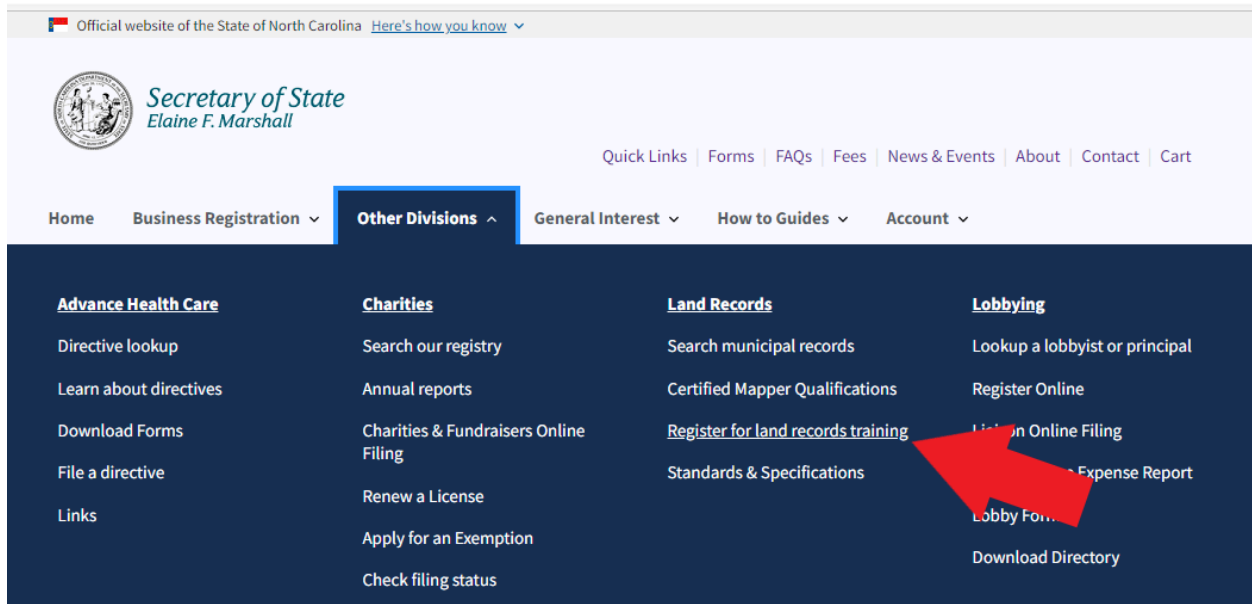 Official website of the State of North Carolina Here's how you know
Secretary of State
Elaine F. Marshall
Quick Links Forms FAQs Fees News & Events About Contact Cart
Home Business Registration Other Divisions General Interest How to Guides Account
Advance Health Care
Directive lookup
Learn about directives
Download Forms
File a directive
Links
Charities
Search our registry
Annual reports
Charities & Fundraisers Online
Filing
Renew a License
Apply for an Exemption
Check filing status
Land Records
Search municipal records
Certified Mapper Qualifications
Register for land records training
Standards & Specifications
Lobbying
Lookup a lobbyist or principal
Register Online
Online Filing
Expense Report
Lobby
Download Directory